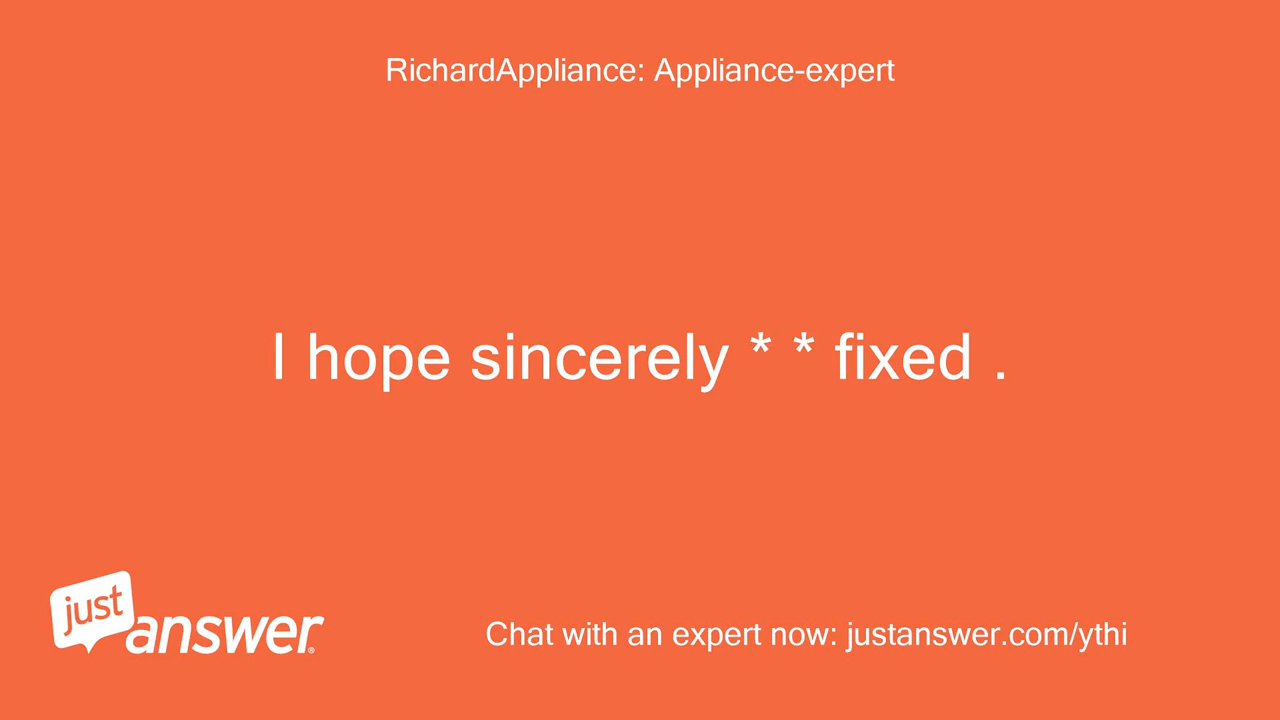 RichardAppliance: Appliance-expert
I hope sincerely * * fixed .
just
answer®
Chat with an expert now: justanswer.com/ythi